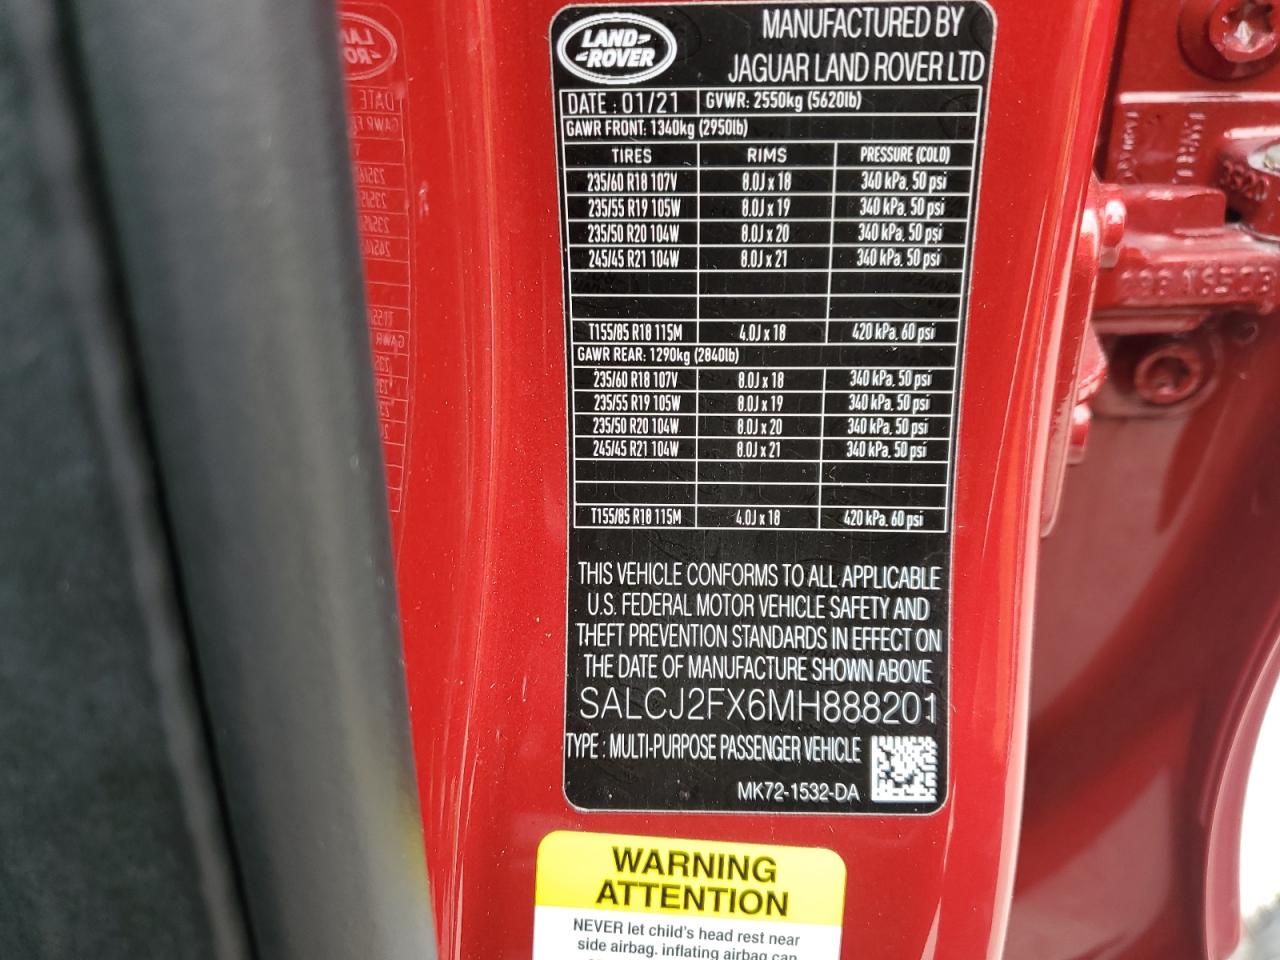 LAND ROVER
MANUFACTURED BY
JAGUAR LAND ROVER LTD
DATE : 01/21 GVWR: 2550kg (5620lb)
GAWR FRONT: 1340kg (2950lb)
TIRES RIMS PRESSURE (COLD)
235/60 R18 107V 8.0J x 18 340 kPa, 50 psi
235/55 R19 105W 8.0J x 19 340 kPa, 50 psi
235/50 R20 104W 8.0J x 20 340 kPa, 50 psi
245/45 R21 104W 8.0J x 21 340 kPa, 50 psi
T155/85 R18 115M 4.0J x 18 420 kPa, 60 psi
GAWR REAR: 1290kg (2840lb)
235/60 R18 107V 8.0J x 18 340 kPa, 50 psi
235/55 R19 105W 8.0J x 19 340 kPa, 50 psi
235/50 R20 104W 8.0J x 20 340 kPa, 50 psi
245/45 R21 104W 8.0J x 21 340 kPa, 50 psi
T155/85 R18 115M 4.0J x 18 420 kPa, 60 psi
THIS VEHICLE CONFORMS TO ALL APPLICABLE
U.S. FEDERAL MOTOR VEHICLE SAFETY AND
THEFT PREVENTION STANDARDS IN EFFECT ON
THE DATE OF MANUFACTURE SHOWN ABOVE
SALCJ2FX6MH888201
TYPE : MULTI-PURPOSE PASSENGER VEHICLE
MK72-1532-DA
WARNING
ATTENTION
NEVER let child's head rest near
side airbag, inflating airbag can